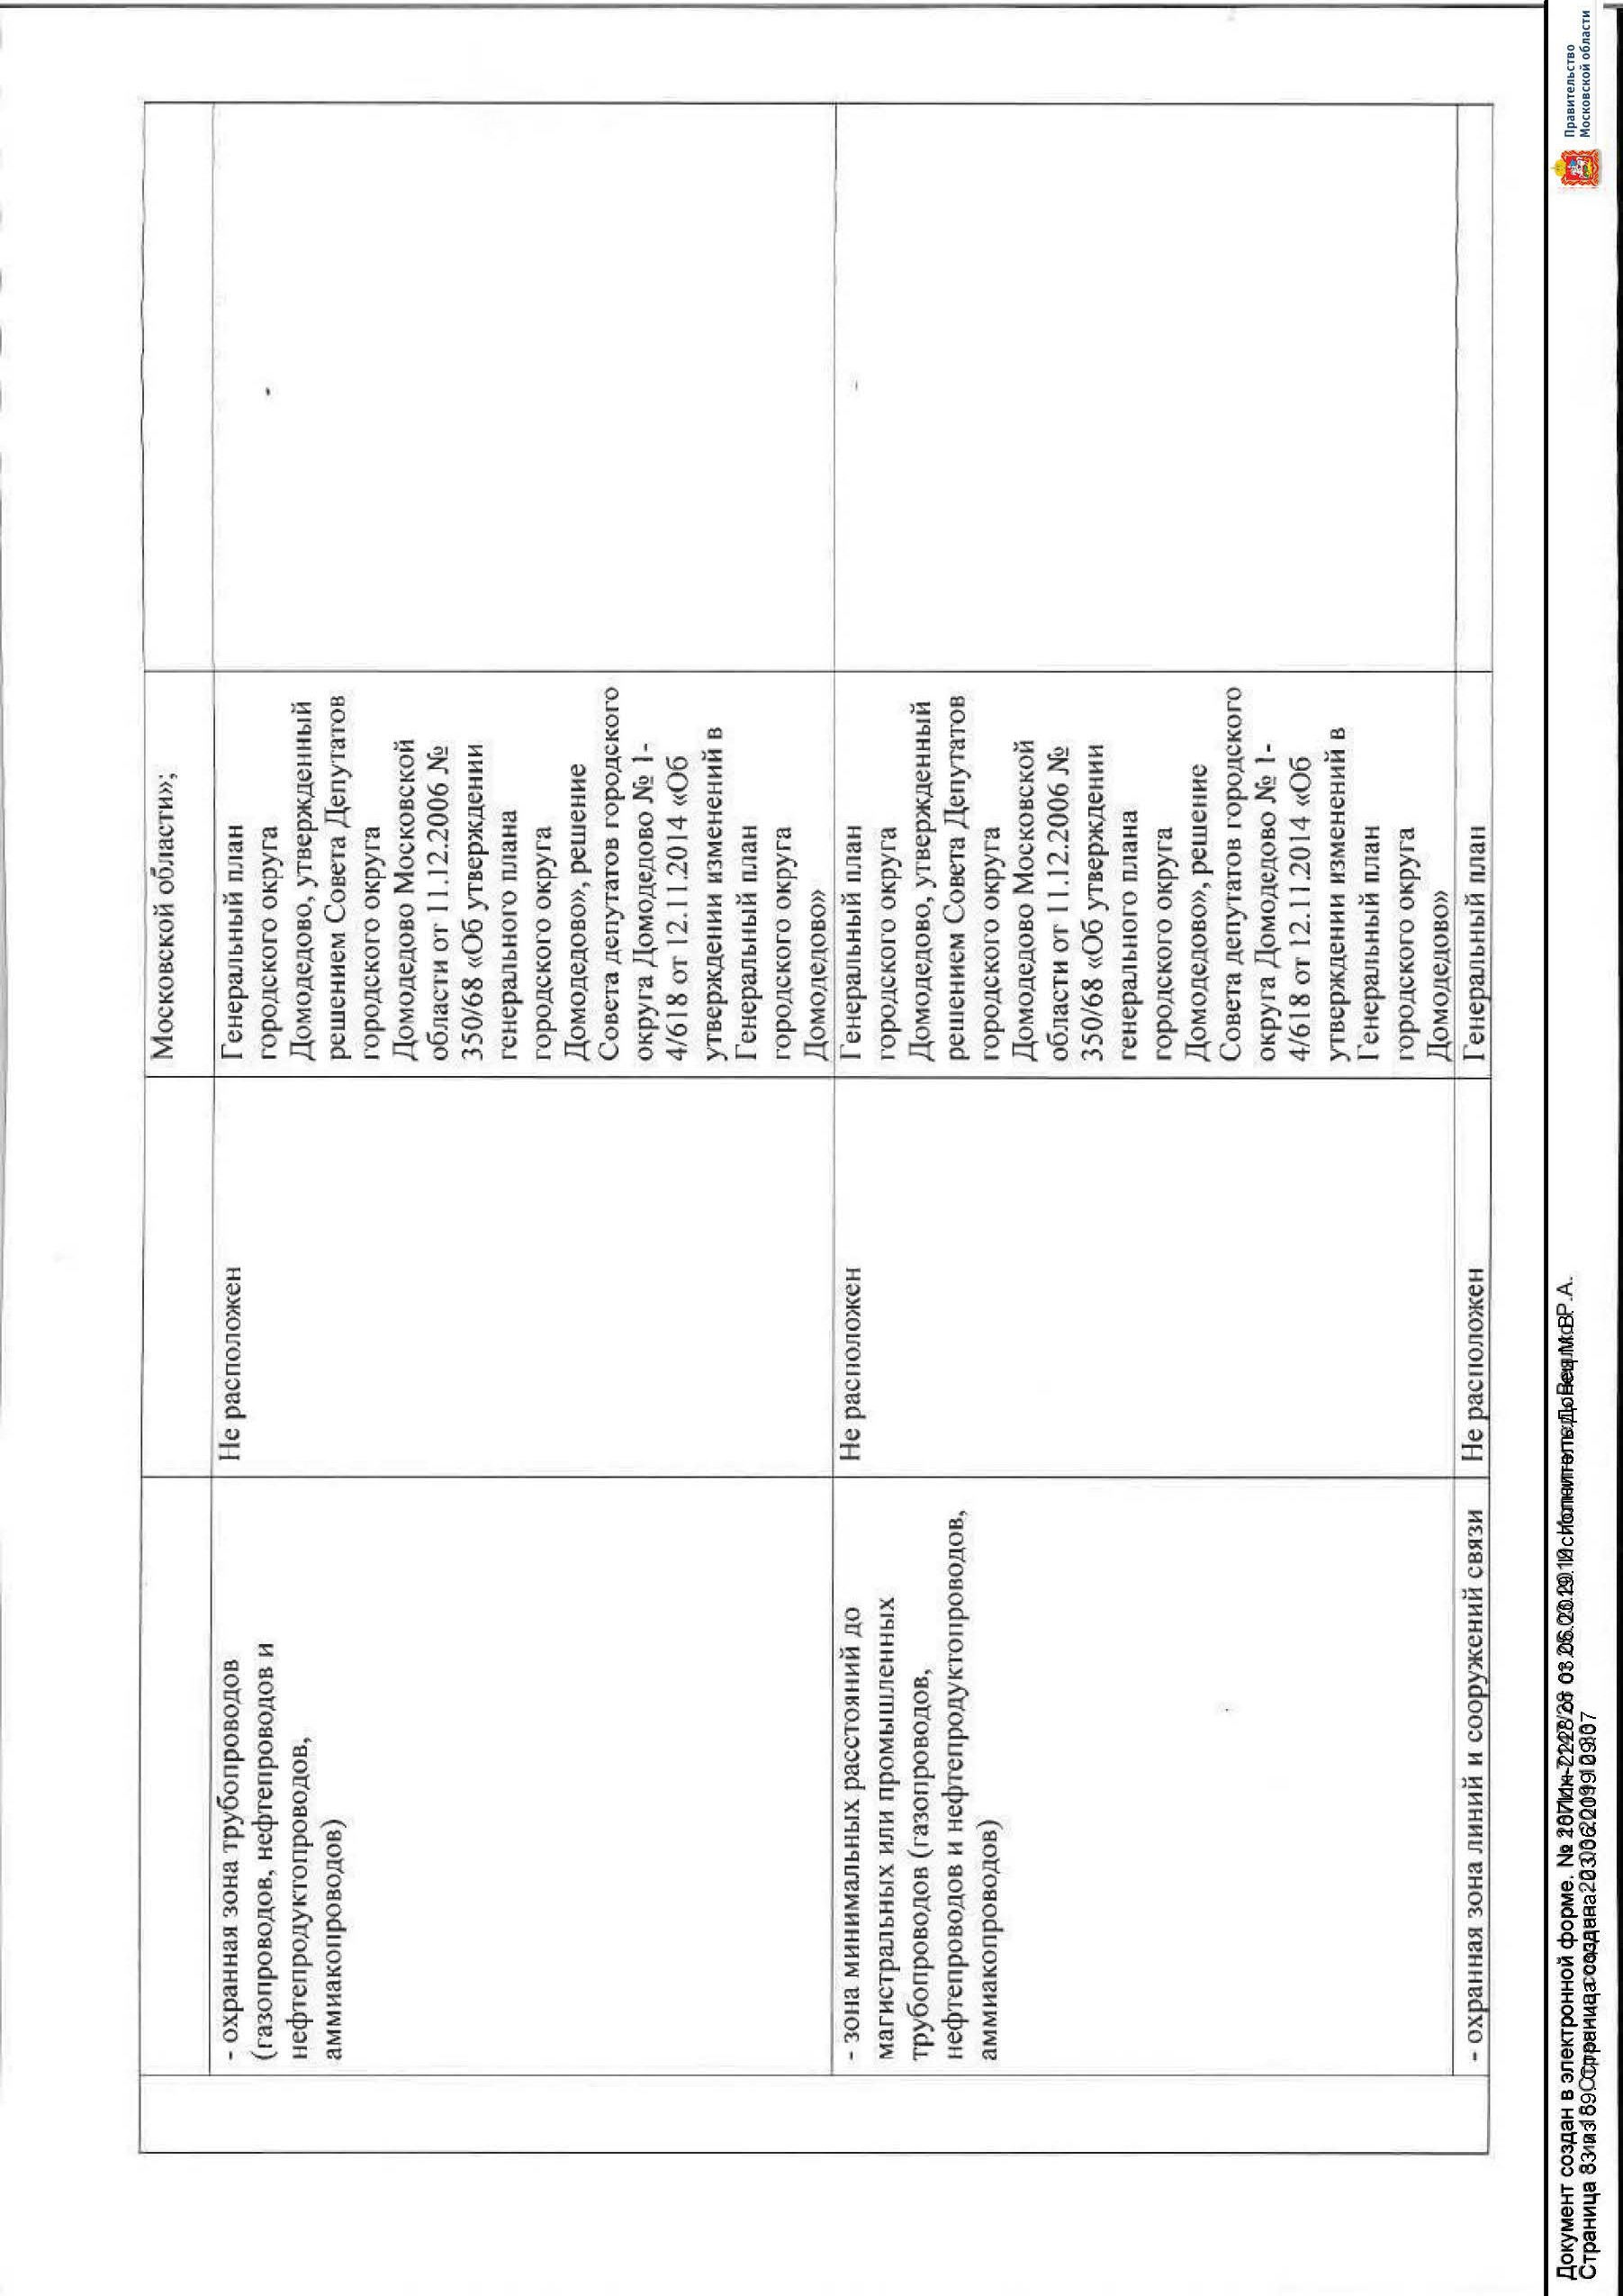 Московской области»;
- охранная зона трубопроводов
(газопроводов, нефтепроводов и
нефтепродуктопроводов,
аммиакопроводов)
Не расположен
Генеральный план
городского округа
Домодедово, утвержденный
решением Совета Депутатов
городского округа
Домодедово Московской
области от 11.12.2006 №
350/68 «Об утверждении
генерального плана
городского округа
Домодедово», решение
Совета депутатов городского
округа Домодедово № 1-
4/618 от 12.11.2014 «Об
утверждении изменений в
Генеральный план
городского округа
Домодедово»
-
- зона минимальных расстояний до
магистральных или промышленных
трубопроводов (газопроводов,
нефтепроводов и нефтепродуктопроводов,
аммиакопроводов)
Не расположен
Генеральный план
городского округа
Домодедово, утвержденный
решением Совета Депутатов
городского округа
Домодедово Московской
области от 11.12.2006 №
350/68 «Об утверждении
генерального плана
городского округа
Домодедово», решение
Совета депутатов городского
округа Домодедово № 1-
4/618 от 12.11.2014 «Об
утверждении изменений в
Генеральный план
городского округа
Домодедово»
-
- охранная зона линий и сооружений связи
Не расположен
Генеральный план
Документ создан в электронной форме. №
Страница
Правительство
Московской области